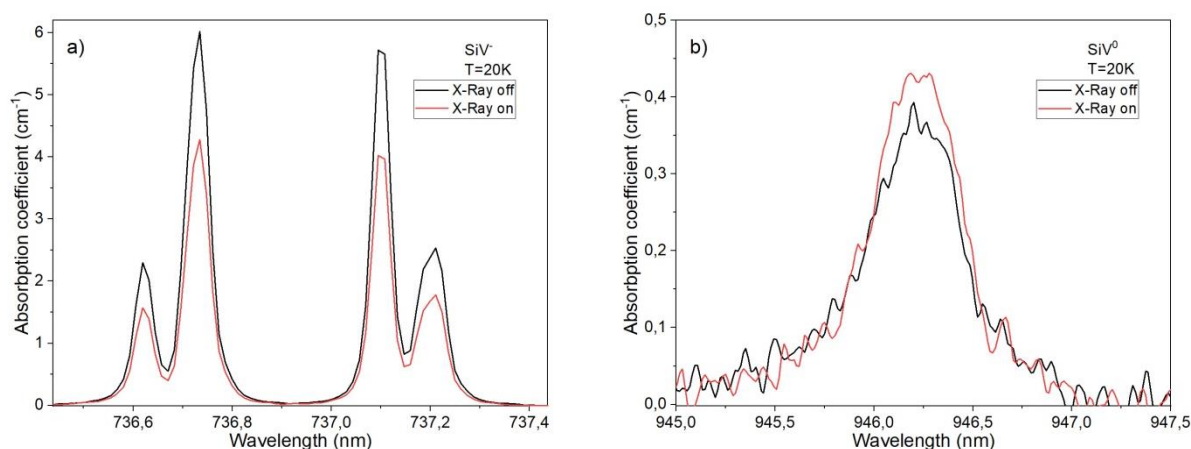 a)
SiV-
T=20K
X-Ray off
X-Ray on
Absorbption coefficient (cm-1)
6
5
4
3
2
1
0
736,6
736,8
737,0
737,2
737,4
Wavelength (nm)
b)
SiV0
T=20K
X-Ray off
X-Ray on
Absorbption coefficient (cm-1)
0,5
0,4
0,3
0,2
0,1
0,0
945,0
945,5
946,0
946,5
947,0
947,5
Wavelength (nm)